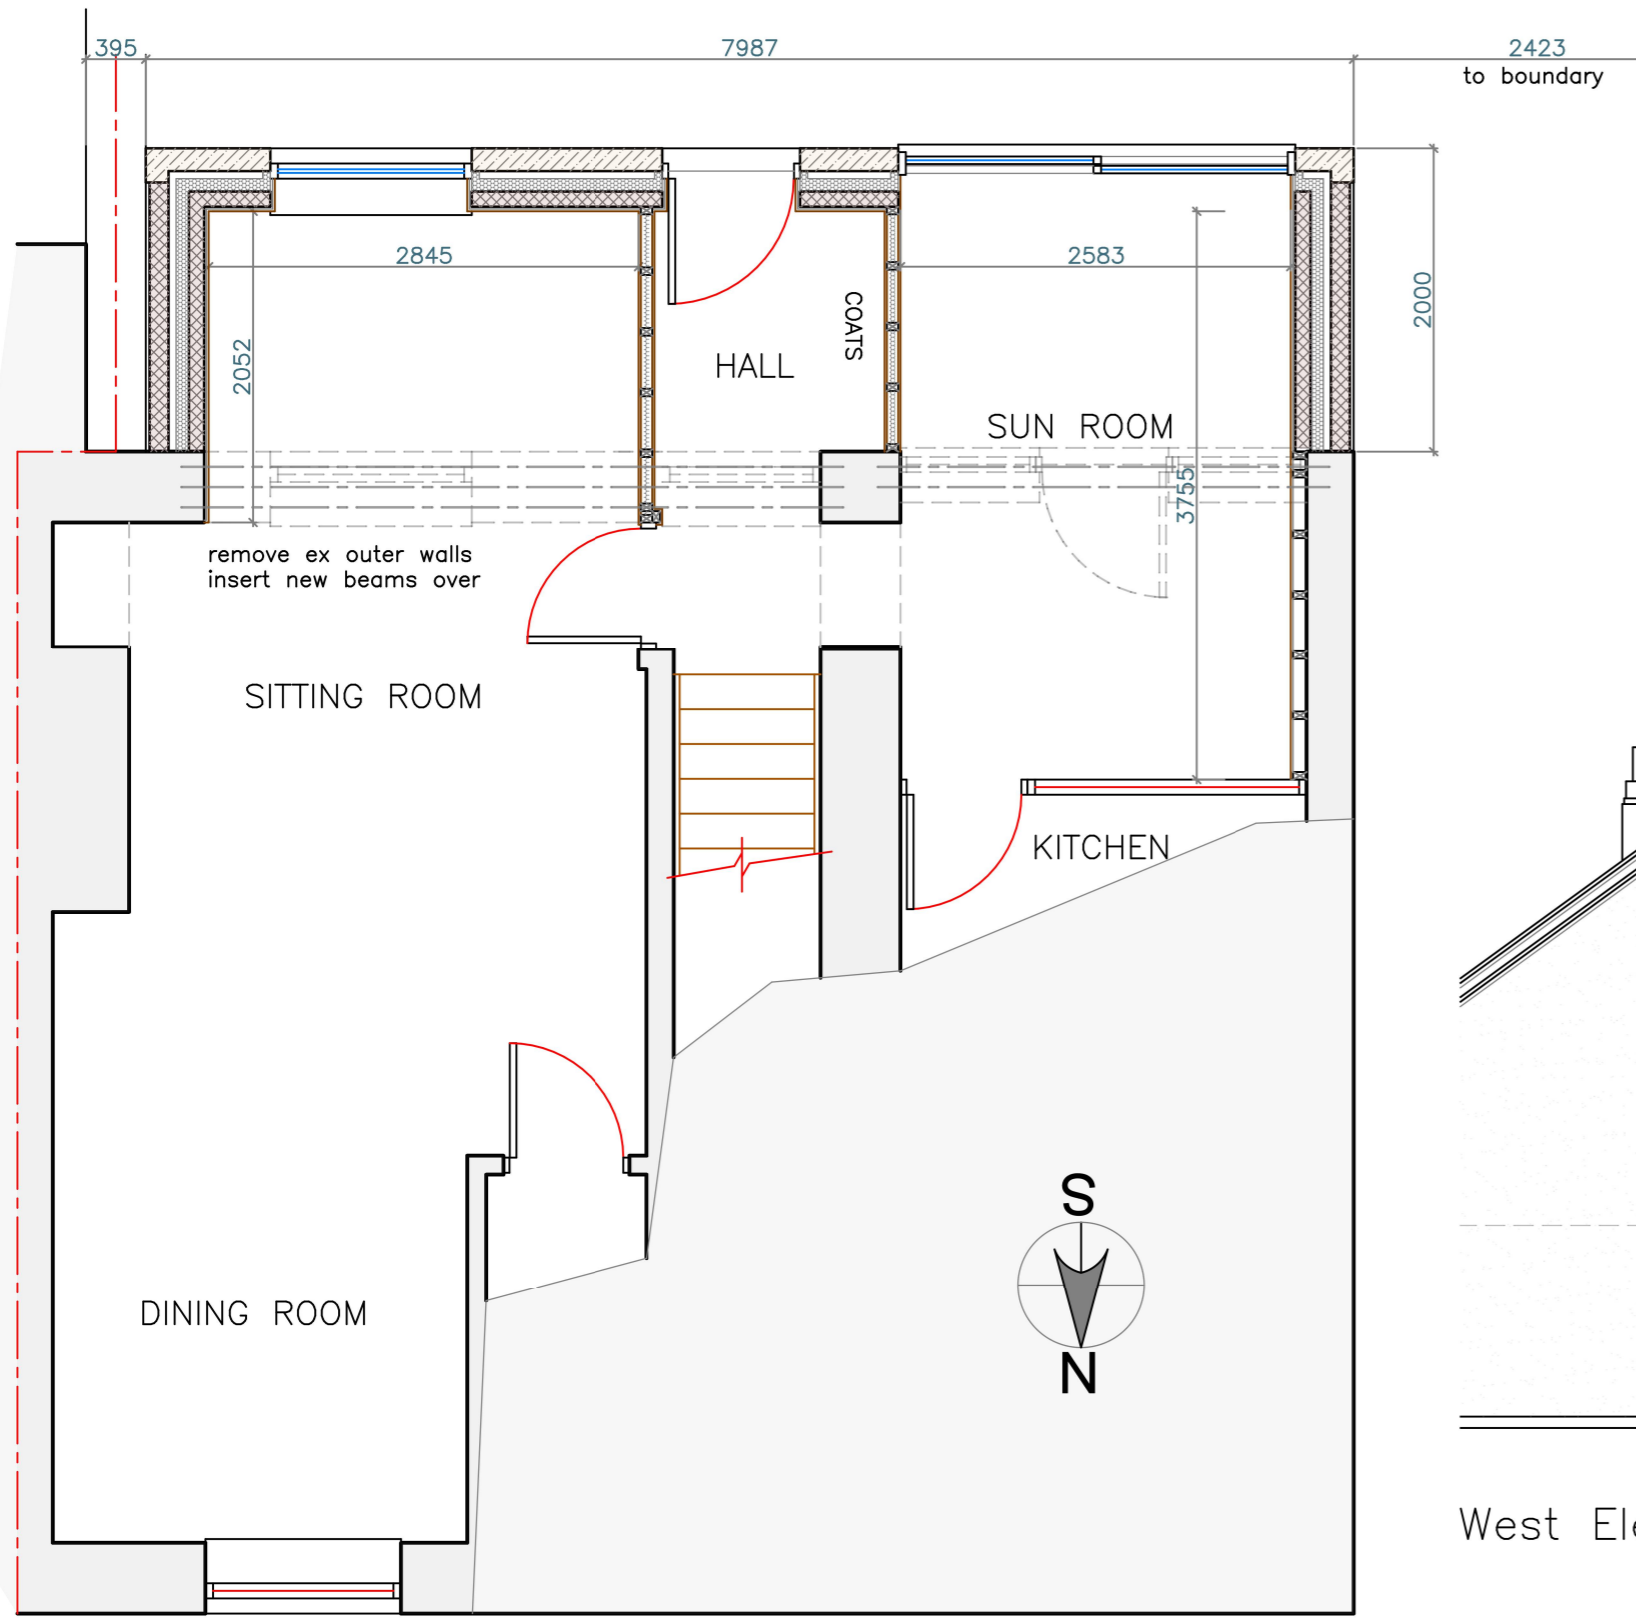 395
7987
2423
to boundary
2845
2583
2052
COATS
2000
HALL
SUN ROOM
3755
remove ex outer walls
insert new beams over
SITTING ROOM
KITCHEN
S
N
DINING ROOM
West Ele